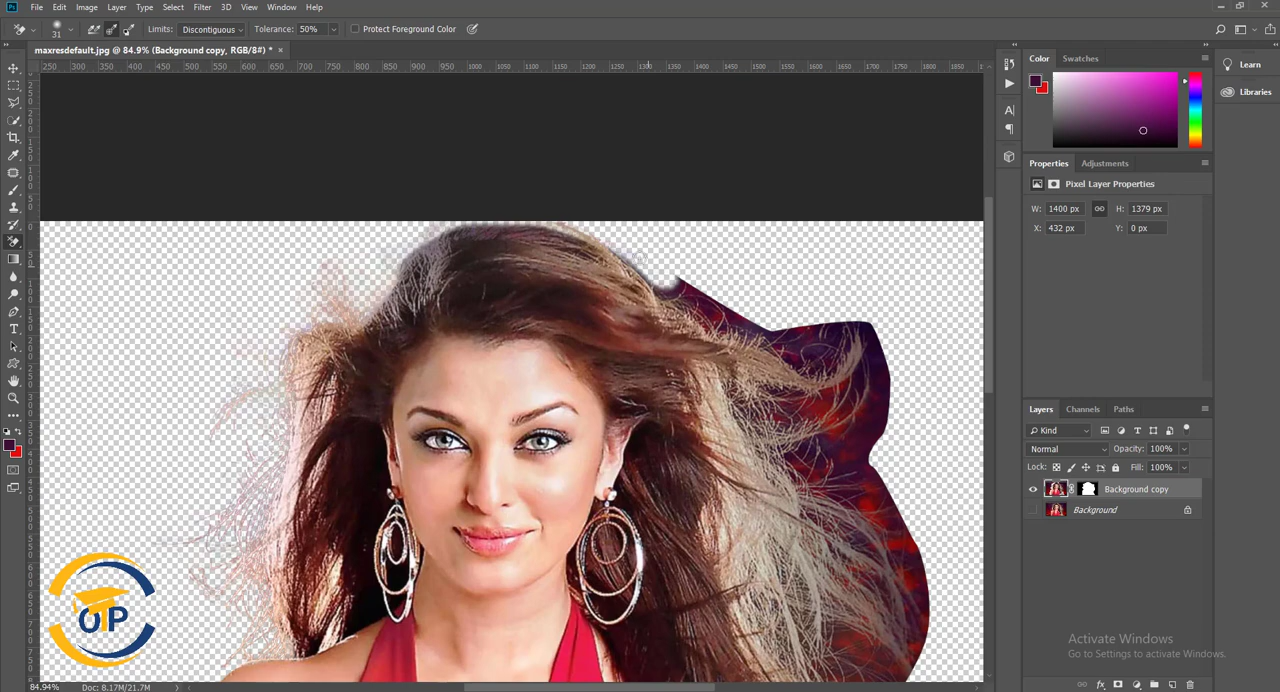 Ps File Edit Image Layer Type Select Filter 3D View Window Help
31 Limits: Discontiguous Tolerance: 50% Protect Foreground Color
maxresdefault.jpg @ 84.9% (Background copy, RGB/8#) * ×
250 300 350 400 450 500 550 600 650 700 750 800 850 900 950 1000 1050 1100 1150 1200 1250 1300 1350 1400 1450 1500 1550 1600 1650 1700 1750 1800 1850
Color Swatches
Learn
Libraries
Properties Adjustments
Pixel Layer Properties
W: 1400 px H: 1379 px
X: 432 px Y: 0 px
Layers Channels Paths
Kind
Normal Opacity: 100%
Lock: Fill: 100%
Background copy
Background
OTP
Activate Windows
Go to Settings to activate Windows.
84.94% Doc: 8.17M/21.7M